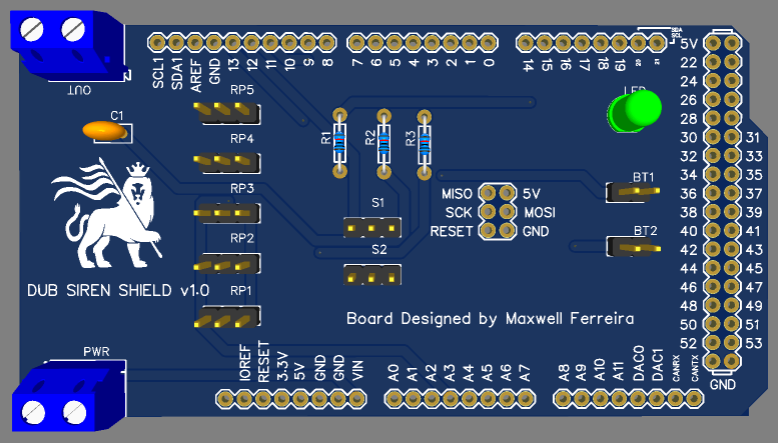 SCL1
SDA1
AREF
GND
13
12
11
10
9
8
7
6
5
4
3
2
1
0
14
15
16
17
18
19
20
21
SDA
SCL
OUT
C1
RP5
RP4
RP3
RP2
RP1
R1
R2
R3
LED
BT1
BT2
S1
S2
MISO 5V
SCK MOSI
RESET GND
DUB SIREN SHIELD v1.0
Board Designed by Maxwell Ferreira
PWR
5V
22
24
26
28
30 31
32 33
34 35
36 37
38 39
40 41
42 43
44 45
46 47
48 49
50 51
52 53
GND
IOREF
RESET
3.3V
5V
GND
GND
VIN
A0
A1
A2
A3
A4
A5
A6
A7
A8
A9
A10
A11
DAC0
DAC1
CANRX
CANTX